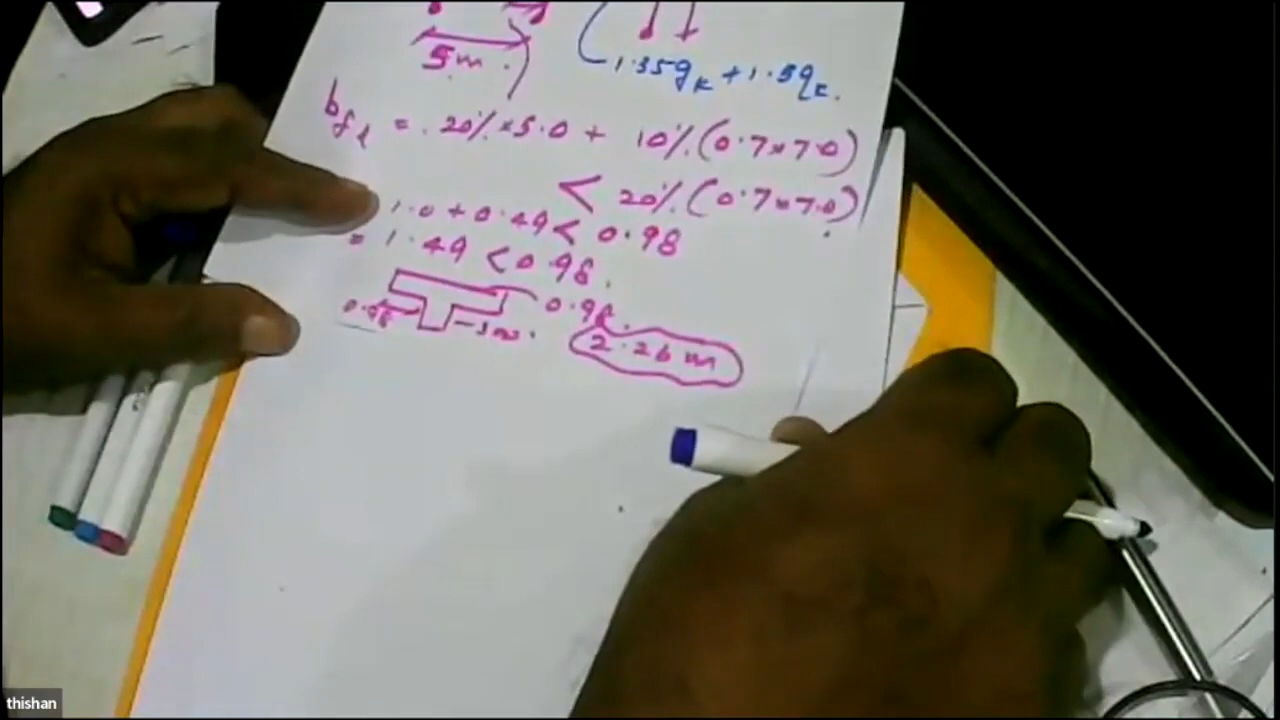 5m.
1.35gk + 1.5qk.
bf1 = 20% × 5.0 + 10% (0.7 × 7.0)
< 20% (0.7 × 7.0)
1.0 + 0.49 < 0.98
= 1.49 < 0.98.
0.98
0.98 300.
2.26 m
thishan